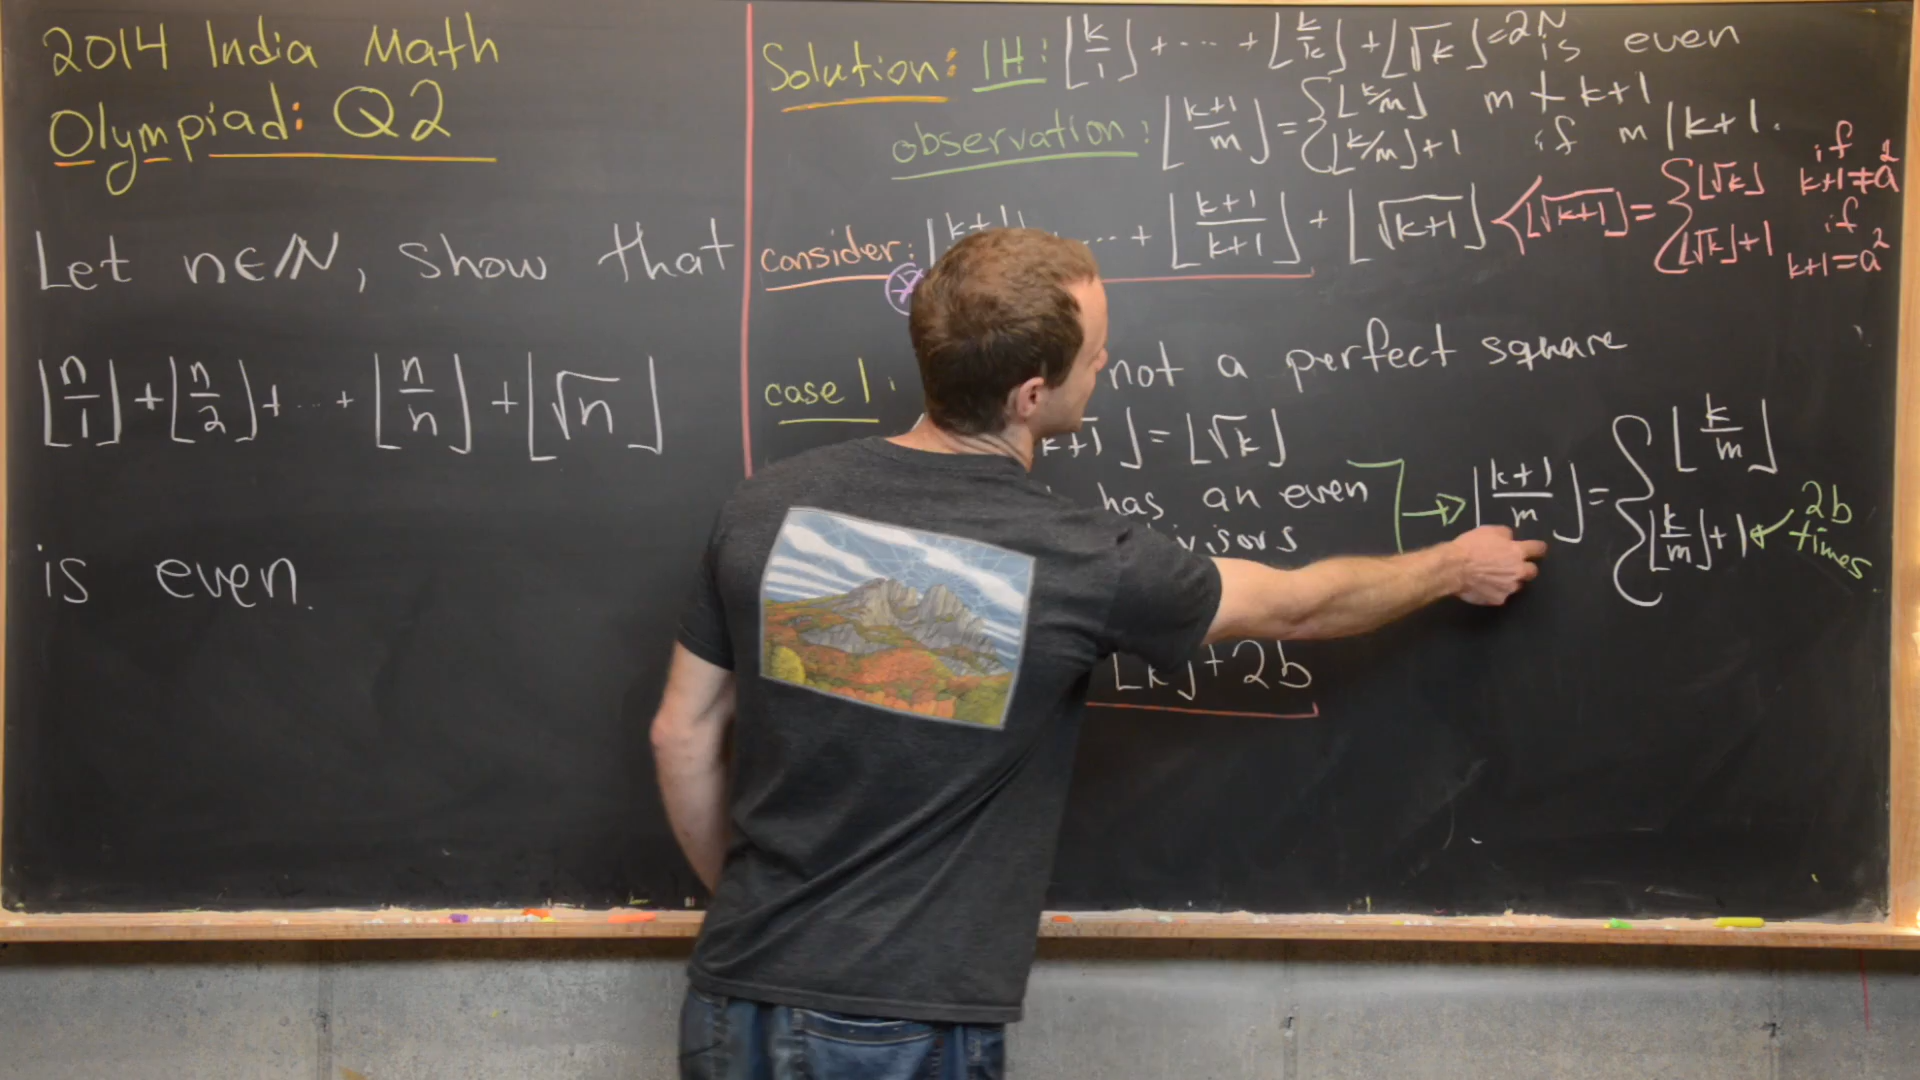 2014 India Math
Olympiad: Q2
Let n∈ℕ, show that
⌊n/1⌋+⌊n/2⌋+...+⌊n/n⌋+⌊√n⌋
is even.
Solution: IH: ⌊k/1⌋+...+⌊k/k⌋+⌊√k⌋=2N is even
observation: ⌊(k+1)/m⌋={⌊k/m⌋ m∤k+1
⌊k/m⌋+1 if m|k+1.
consider: ...+⌊(k+1)/(k+1)⌋+⌊√(k+1)⌋
⌊√(k+1)⌋={⌊√k⌋ if k+1≠a²
⌊√k⌋+1 if k+1=a²
case 1: not a perfect square
k+1⌋=⌊√k⌋
has an even
→⌊(k+1)/m⌋={⌊k/m⌋
⌊k/m⌋+1 ← 2b times
⌊k⌋+2b